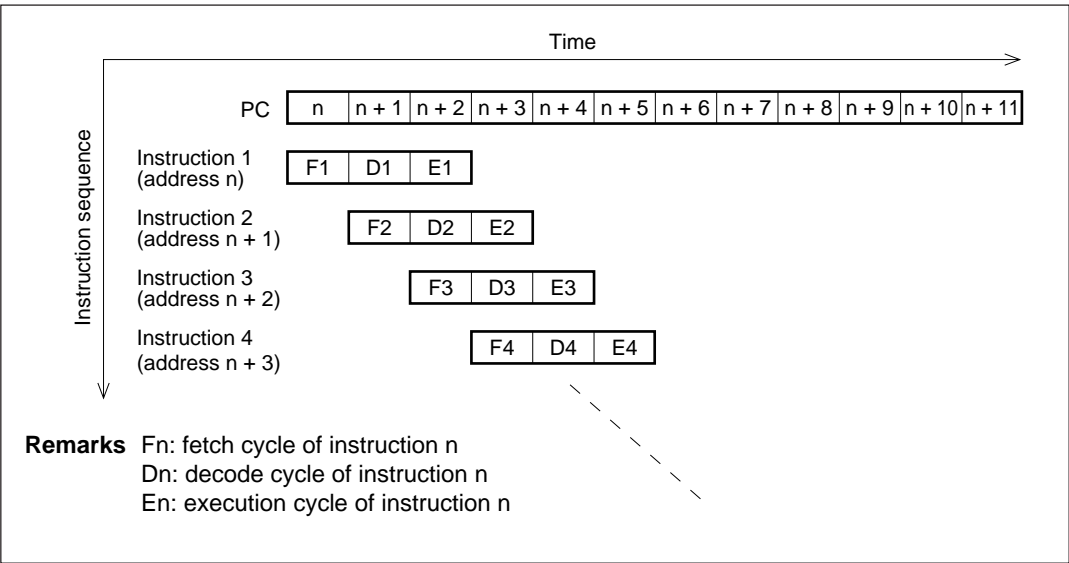 Time
Instruction sequence
PC n n + 1 n + 2 n + 3 n + 4 n + 5 n + 6 n + 7 n + 8 n + 9 n + 10 n + 11
Instruction 1
(address n)
F1 D1 E1
Instruction 2
(address n + 1)
F2 D2 E2
Instruction 3
(address n + 2)
F3 D3 E3
Instruction 4
(address n + 3)
F4 D4 E4
Remarks Fn: fetch cycle of instruction n
Dn: decode cycle of instruction n
En: execution cycle of instruction n